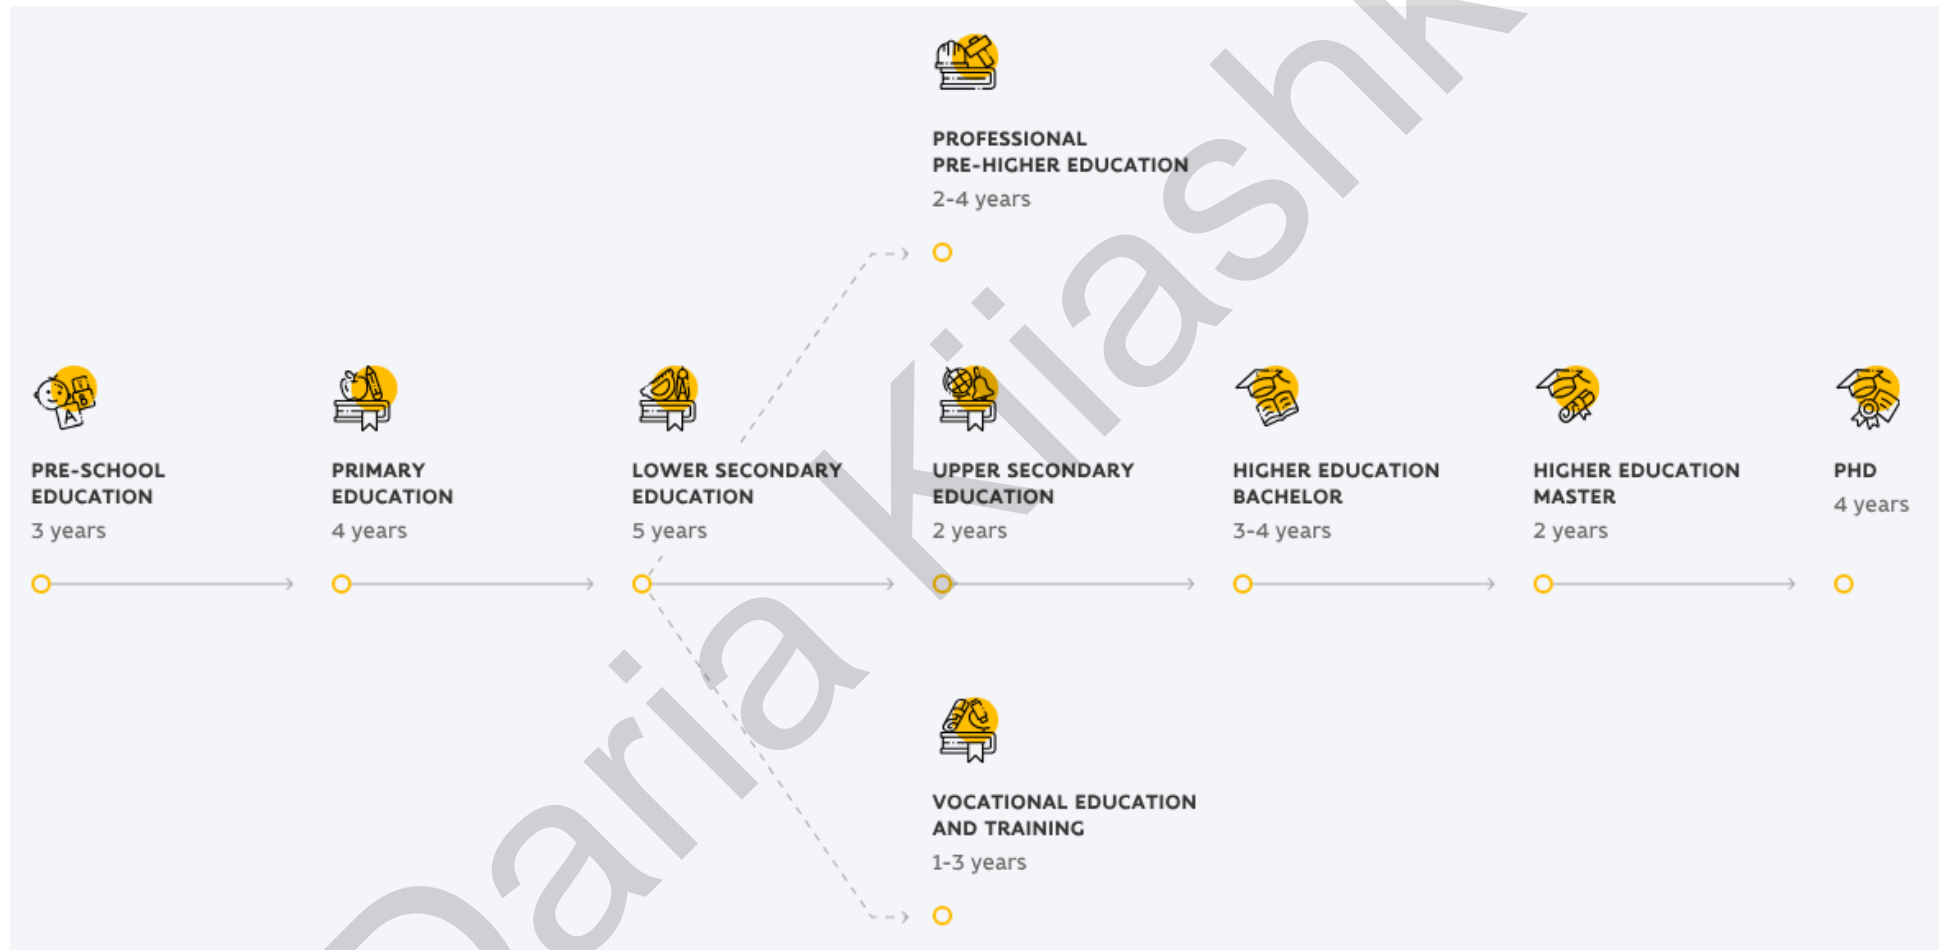 PROFESSIONAL
PRE-HIGHER EDUCATION
2-4 years
PRE-SCHOOL
EDUCATION
3 years
PRIMARY
EDUCATION
4 years
LOWER SECONDARY
EDUCATION
5 years
UPPER SECONDARY
EDUCATION
2 years
HIGHER EDUCATION
BACHELOR
3-4 years
HIGHER EDUCATION
MASTER
2 years
PHD
4 years
VOCATIONAL EDUCATION
AND TRAINING
1-3 years
A
B
Daria Kiiashk